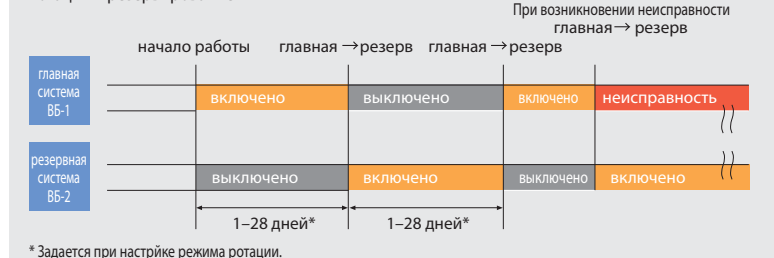 При возникновении неисправности
главная → резерв
начало работы главная → резерв главная → резерв
главная
система
ВБ-1
включено выключено включено неисправность
резервная
система
ВБ-2
выключено включено выключено включено
1–28 дней* 1–28 дней*
* Задается при настрйке режима ротации.